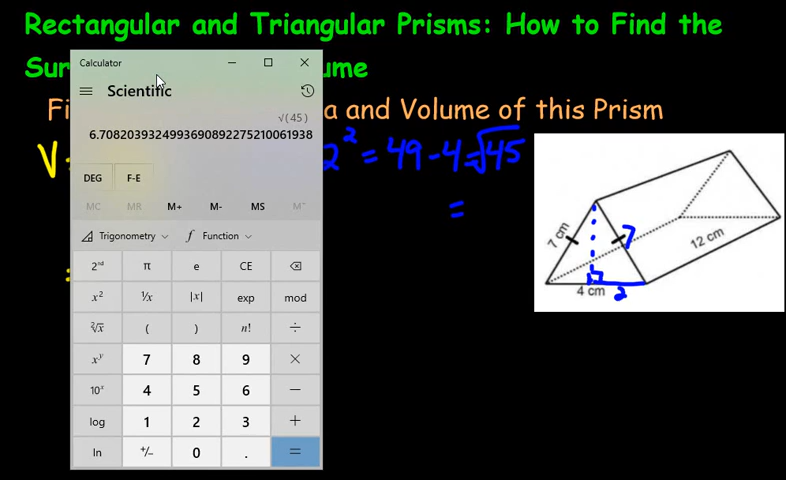 Rectangular and Triangular Prisms: How to Find the
Sur ume
Fi a and Volume of this Prism
V = 2² = 49 - 4 = √45
=
=
Calculator
Scientific
√(45)
6.7082039324993690892275210061938
DEG F-E
MC MR M+ M- MS M˅
Trigonometry Function
2ⁿᵈ π e CE
x² ¹/x |x| exp mod
²√x ( ) n! ÷
xʸ 7 8 9 ×
10ˣ 4 5 6 −
log 1 2 3 +
ln +/− 0 . =
7 cm
7
12 cm
4 cm
2